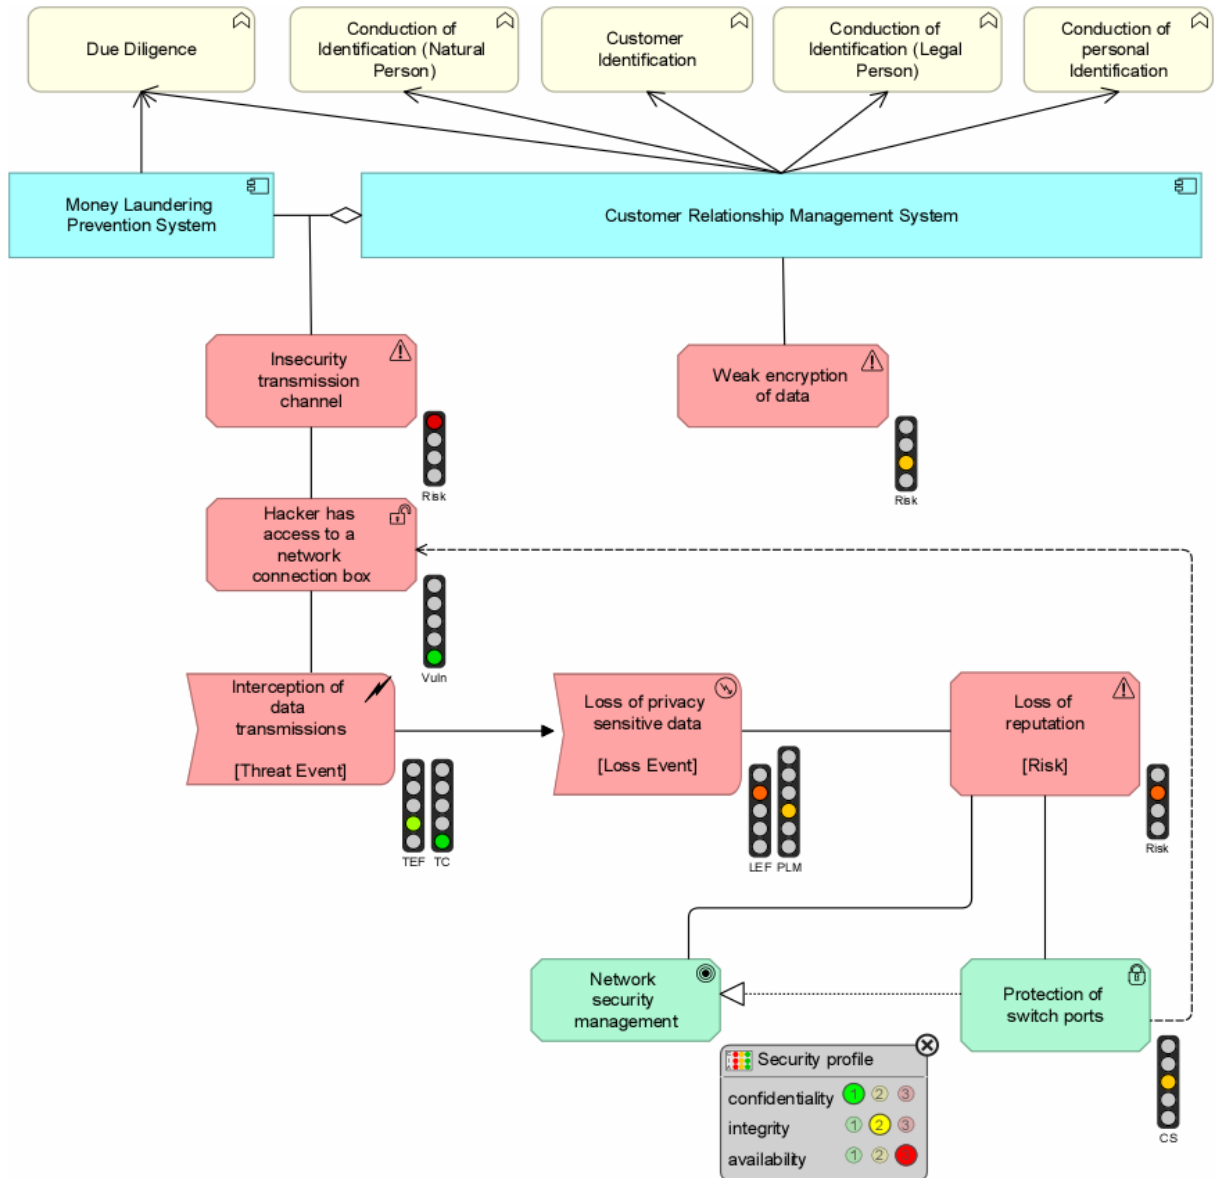 Due Diligence
Conduction of
Identification (Natural
Person)
Customer
Identification
Conduction of
Identification (Legal
Person)
Conduction of
personal
Identification
Money Laundering
Prevention System
Customer Relationship Management System
Insecurity
transmission
channel
Risk
Weak encryption
of data
Risk
Hacker has
access to a
network
connection box
Vuln
Interception of
data
transmissions
[Threat Event]
TEF TC
Loss of privacy
sensitive data
[Loss Event]
LEF PLM
Loss of
reputation
[Risk]
Risk
Network
security
management
Protection of
switch ports
CS
Security profile
confidentiality 1 2 3
integrity 1 2 3
availability 1 2